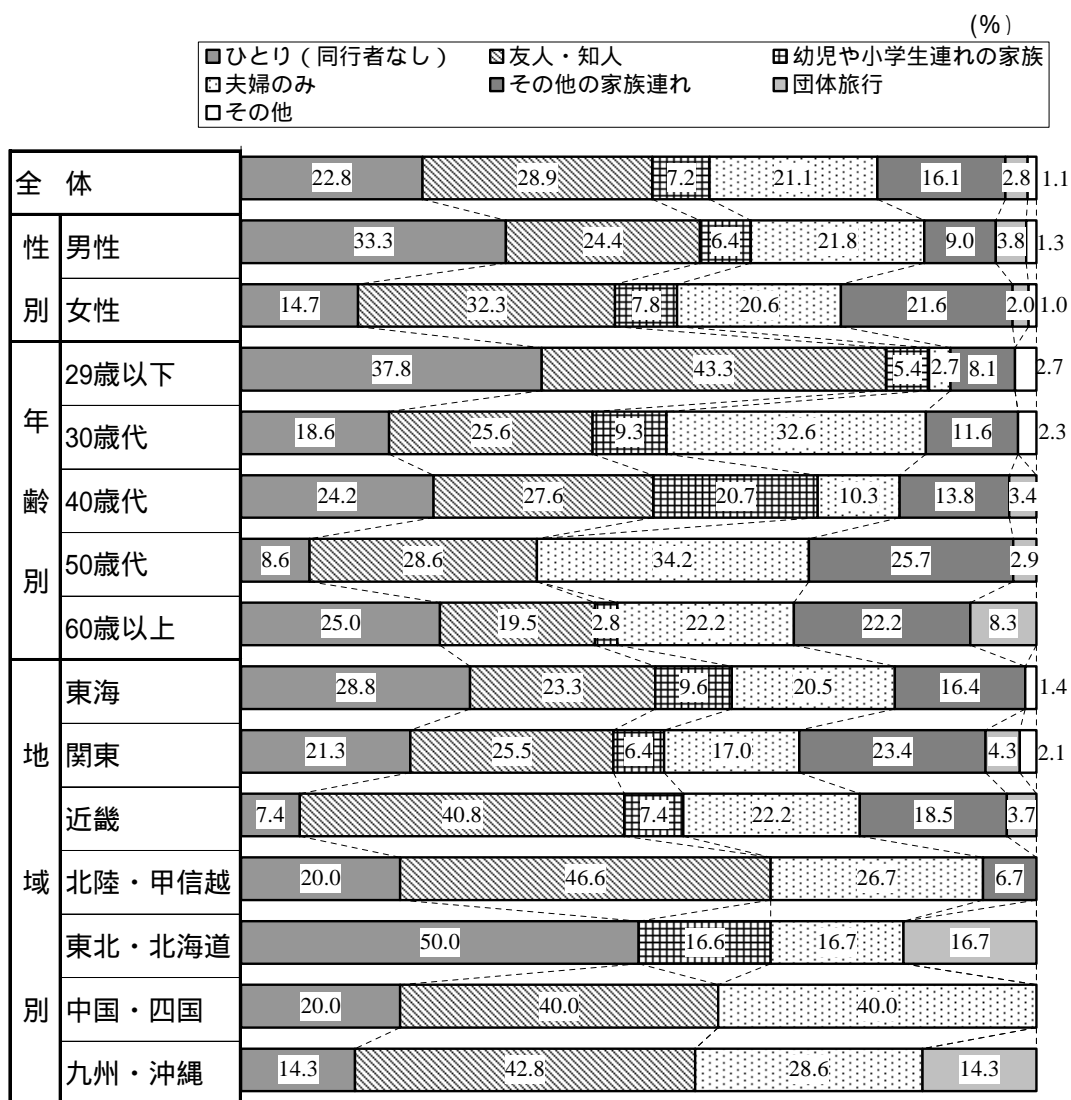 (%)
ひとり(同行者なし) 友人・知人 幼児や小学生連れの家族
夫婦のみ その他の家族連れ 団体旅行
その他
全 体 22.8 28.9 7.2 21.1 16.1 2.8 1.1
性別
男性 33.3 24.4 6.4 21.8 9.0 3.8 1.3
女性 14.7 32.3 7.8 20.6 21.6 2.0 1.0
年齢別
29歳以下 37.8 43.3 5.4 2.7 8.1 2.7
30歳代 18.6 25.6 9.3 32.6 11.6 2.3
40歳代 24.2 27.6 20.7 10.3 13.8 3.4
50歳代 8.6 28.6 34.2 25.7 2.9
60歳以上 25.0 19.5 2.8 22.2 22.2 8.3
地域別
東海 28.8 23.3 9.6 20.5 16.4 1.4
関東 21.3 25.5 6.4 17.0 23.4 4.3 2.1
近畿 7.4 40.8 7.4 22.2 18.5 3.7
北陸・甲信越 20.0 46.6 26.7 6.7
東北・北海道 50.0 16.6 16.7 16.7
中国・四国 20.0 40.0 40.0
九州・沖縄 14.3 42.8 28.6 14.3